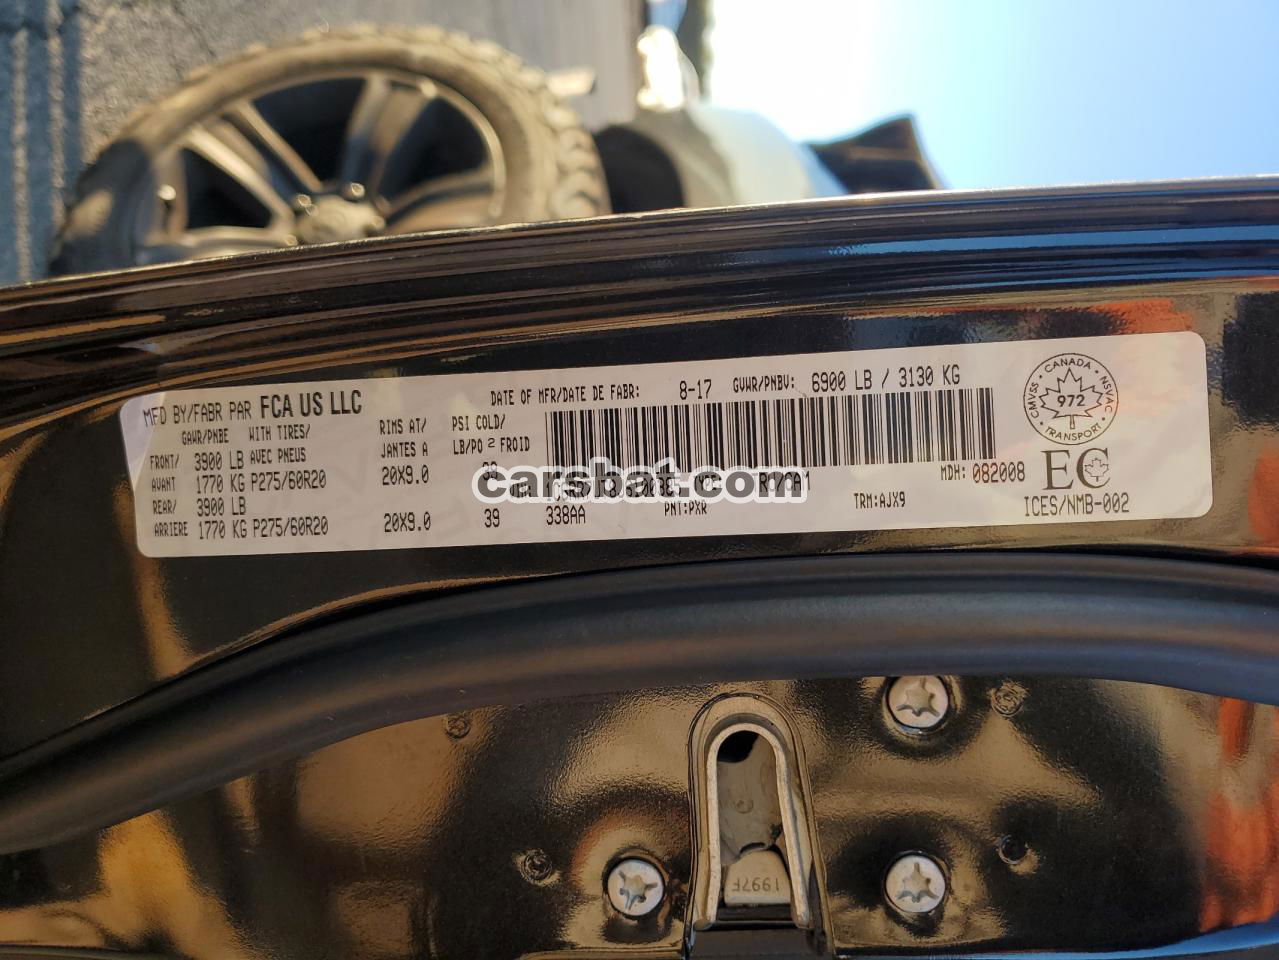 MFD BY/FABR PAR FCA US LLC
DATE OF MFR/DATE DE FABR: 8-17 GVWR/PNBV: 6900 LB / 3130 KG
GAWR/PNBE WITH TIRES/ RIMS AT/ PSI COLD/
AVEC PNEUS JANTES A LB/PO 2 FROID
FRONT/ 3900 LB
AVANT 1770 KG P275/60R20 20X9.0
REAR/ 3900 LB
ARRIERE 1770 KG P275/60R20 20X9.0 39
carsbat.com
MDH: 082008
338AA PNT:PXR TRM:AJX9
CMVSS · CANADA · NSVAC · TRANSPORT
972
EC
ICES/NMB-002
1997F